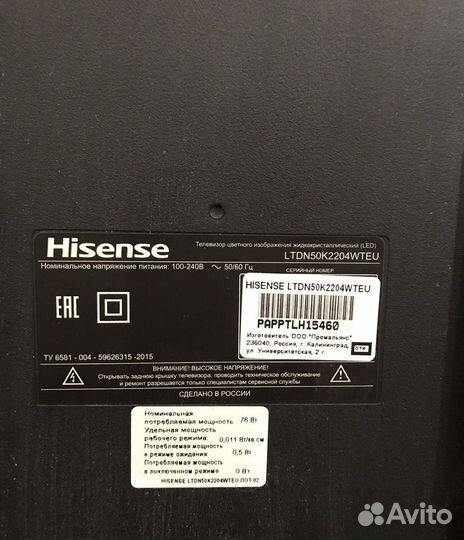 Hisense
Телевизор цветного изображения жидкокристаллический (LED)
LTDN50K2204WTEU
Номинальное напряжение питания: 100-240В ~ 50/60 Гц
СЕРИЙНЫЙ НОМЕР
HISENSE LTDN50K2204WTEU
PAPPTLH15460
Изготовитель ООО "Промальянс"
236040, Россия, г. Калининград,
ул. Университетская, 2 г.
ОТК
EAC
ТУ 6581 - 004 - 59626315 -2015
ВНИМАНИЕ! ВЫСОКОЕ НАПРЯЖЕНИЕ!
Открывать заднюю крышку телевизора, проводить техническое обслуживание
и ремонт разрешается только специалистам сервисной службы
СДЕЛАНО В РОССИИ
Номинальная
потребляемая мощность 76 Вт
Удельная мощность
рабочего режима: 0,011 Вт/кв.см
Потребляемая мощность
в режиме ожидания 0,5 Вт
Потребляемая мощность
в выключенном режиме 0 Вт
HISENSE LTDN50K2204WTEU ЛОТ 02
Avito